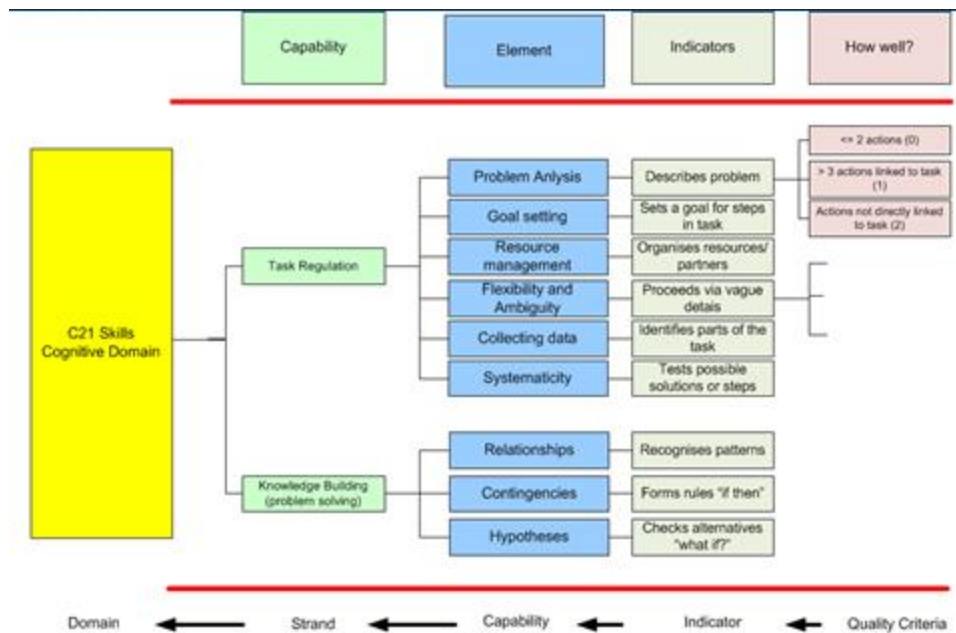 Capability
Element
Indicators
How well?
<= 2 actions (0)
Problem Anlysis
Describes problem
> 3 actions linked to task
(1)
Goal setting
Sets a goal for steps
in task
Actions not directly linked
to task (2)
Task Regulation
Resource
management
Organises resources/
partners
Flexibility and
Ambiguity
Proceeds via vague
detais
C21 Skills
Cognitive Domain
Collecting data
Identifies parts of the
task
Systematicity
Tests possible
solutions or steps
Knowledge Building
(problem solving)
Relationships
Recognises patterns
Contingencies
Forms rules "if then"
Hypotheses
Checks alternatives
"what if?"
Domain
Strand
Capability
Indicator
Quality Criteria